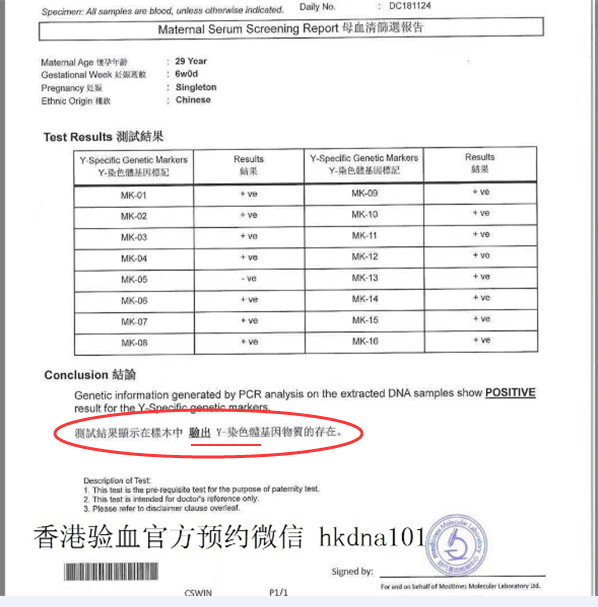 Specimen: All samples are blood, unless otherwise indicated. Daily No. : DC181124
Maternal Serum Screening Report 母血清篩選報告
Maternal Age 懷孕年齡 : 29 Year
Gestational Week 妊娠週數 : 6w0d
Pregnancy 妊娠 : Singleton
Ethnic Origin 種族 : Chinese
Test Results 測試結果
Y-Specific Genetic Markers Results Y-Specific Genetic Markers Results
Y-染色體基因標記 結果 Y-染色體基因標記 結果
MK-01 + ve MK-09 + ve
MK-02 + ve MK-10 + ve
MK-03 + ve MK-11 + ve
MK-04 + ve MK-12 + ve
MK-05 - ve MK-13 + ve
MK-06 + ve MK-14 + ve
MK-07 + ve MK-15 + ve
MK-08 + ve MK-16 + ve
Conclusion 結論
Genetic information generated by PCR analysis on the extracted DNA samples show POSITIVE
result for the Y-Specific genetic markers.
測試結果顯示在樣本中 驗出 Y-染色體基因物質的存在。
Description of Test:
1. This test is the pre-requisite test for the purpose of paternity test.
2. This test is intended for doctor's reference only.
3. Please refer to disclaimer clause overleaf.
香港验血官方预约微信 hkdna101
Signed by:
For and on behalf of Medtimes Molecular Laboratory Ltd.
CSWIN P1/1